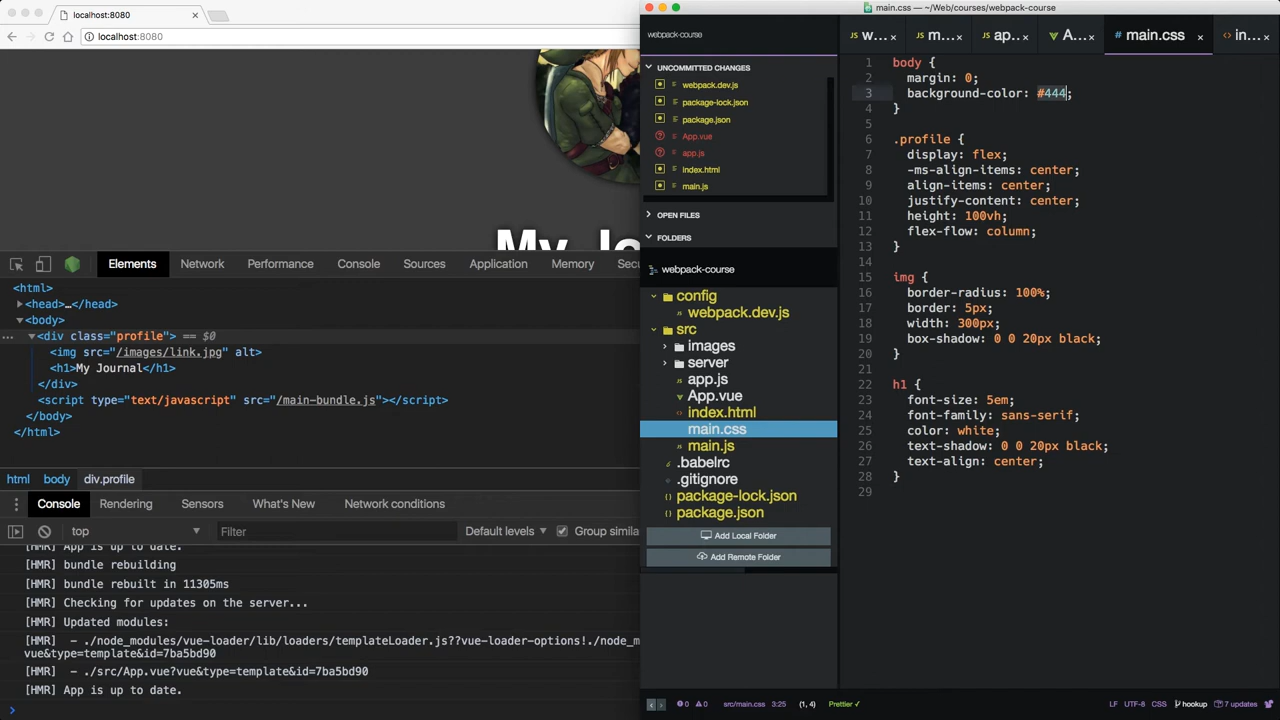 localhost:8080 ×
localhost:8080
My Jo
Elements Network Performance Console Sources Application Memory Secu
<html>
<head>…</head>
<body>
<div class="profile"> == $0
<img src="/images/link.jpg" alt>
<h1>My Journal</h1>
</div>
<script type="text/javascript" src="/main-bundle.js"></script>
</body>
</html>
html body div.profile
Console Rendering Sensors What's New Network conditions
top Filter Default levels Group simila
[HMR] App is up to date.
[HMR] bundle rebuilding
[HMR] bundle rebuilt in 11305ms
[HMR] Checking for updates on the server...
[HMR] Updated modules:
[HMR]  - ./node_modules/vue-loader/lib/loaders/templateLoader.js??vue-loader-options!./node_m
vue&type=template&id=7ba5bd90
[HMR]  - ./src/App.vue?vue&type=template&id=7ba5bd90
[HMR] App is up to date.
main.css — ~/Web/courses/webpack-course
webpack-course
UNCOMMITTED CHANGES
webpack.dev.js
package-lock.json
package.json
App.vue
app.js
index.html
main.js
OPEN FILES
FOLDERS
webpack-course
config
webpack.dev.js
src
images
server
app.js
App.vue
index.html
main.css
main.js
.babelrc
.gitignore
package-lock.json
package.json
Add Local Folder
Add Remote Folder
w... × m... × ap... × A... × # main.css × in... ×
1 body {
2 margin: 0;
3 background-color: #444;
4 }
5
6 .profile {
7 display: flex;
8 -ms-align-items: center;
9 align-items: center;
10 justify-content: center;
11 height: 100vh;
12 flex-flow: column;
13 }
14
15 img {
16 border-radius: 100%;
17 border: 5px;
18 width: 300px;
19 box-shadow: 0 0 20px black;
20 }
21
22 h1 {
23 font-size: 5em;
24 font-family: sans-serif;
25 color: white;
26 text-shadow: 0 0 20px black;
27 text-align: center;
28 }
29
0 0 src/main.css 3:25 (1, 4) Prettier ✓ LF UTF-8 CSS hookup 7 updates